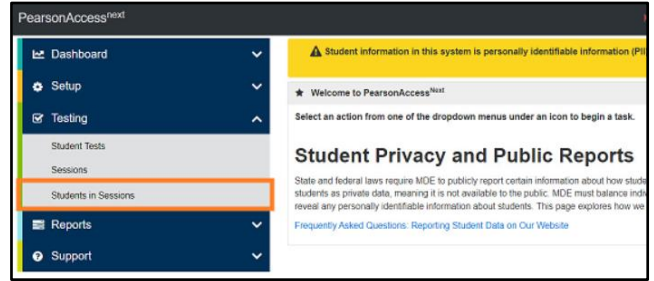 PearsonAccessnext
Dashboard
Setup
Testing
Student Tests
Sessions
Students in Sessions
Reports
Support
Student information in this system is personally identifiable information (PII
Welcome to PearsonAccessNext
Select an action from one of the dropdown menus under an icon to begin a task.
Student Privacy and Public Reports
State and federal laws require MDE to publicly report certain information about how stude
students as private data, meaning it is not available to the public. MDE must balance indiv
reveal any personally identifiable information about students. This page explores how we
Frequently Asked Questions: Reporting Student Data on Our Website